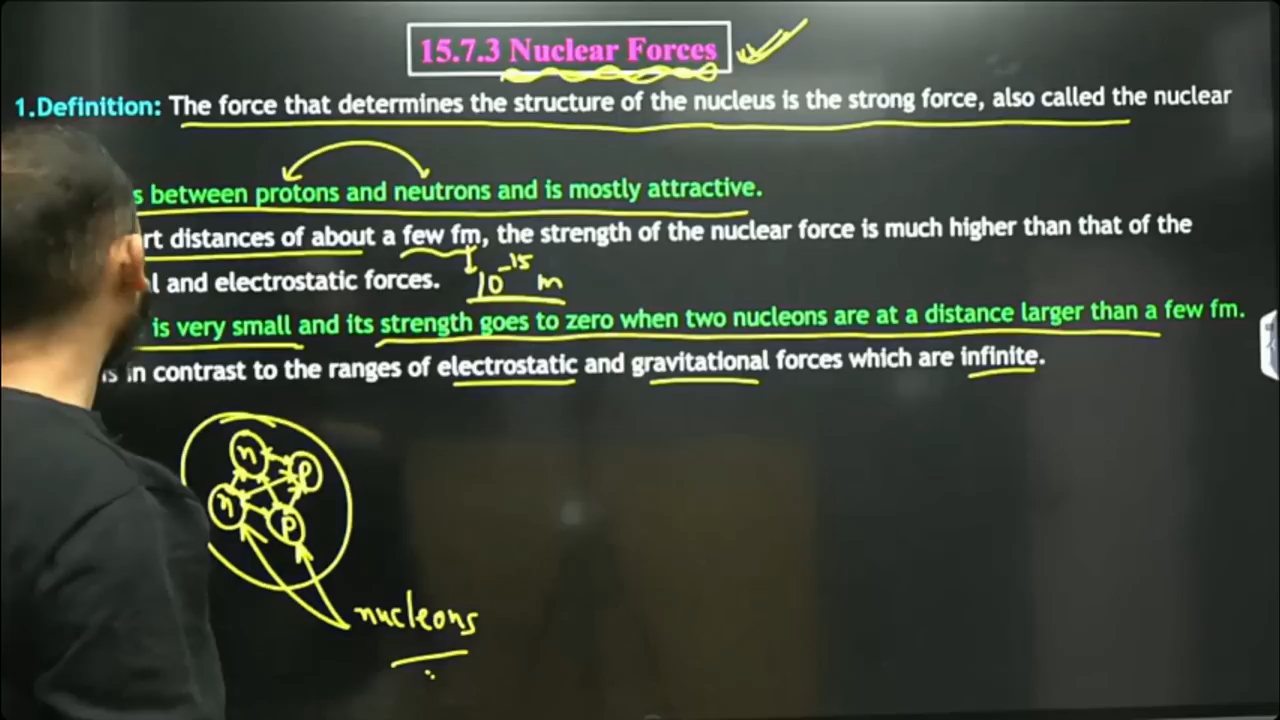 15.7.3 Nuclear Forces
1.Definition: The force that determines the structure of the nucleus is the strong force, also called the nuclear
s between protons and neutrons and is mostly attractive.
rt distances of about a few fm, the strength of the nuclear force is much higher than that of the
l and electrostatic forces.
10⁻¹⁵ m
is very small and its strength goes to zero when two nucleons are at a distance larger than a few fm.
is in contrast to the ranges of electrostatic and gravitational forces which are infinite.
n
p
n
p
nucleons